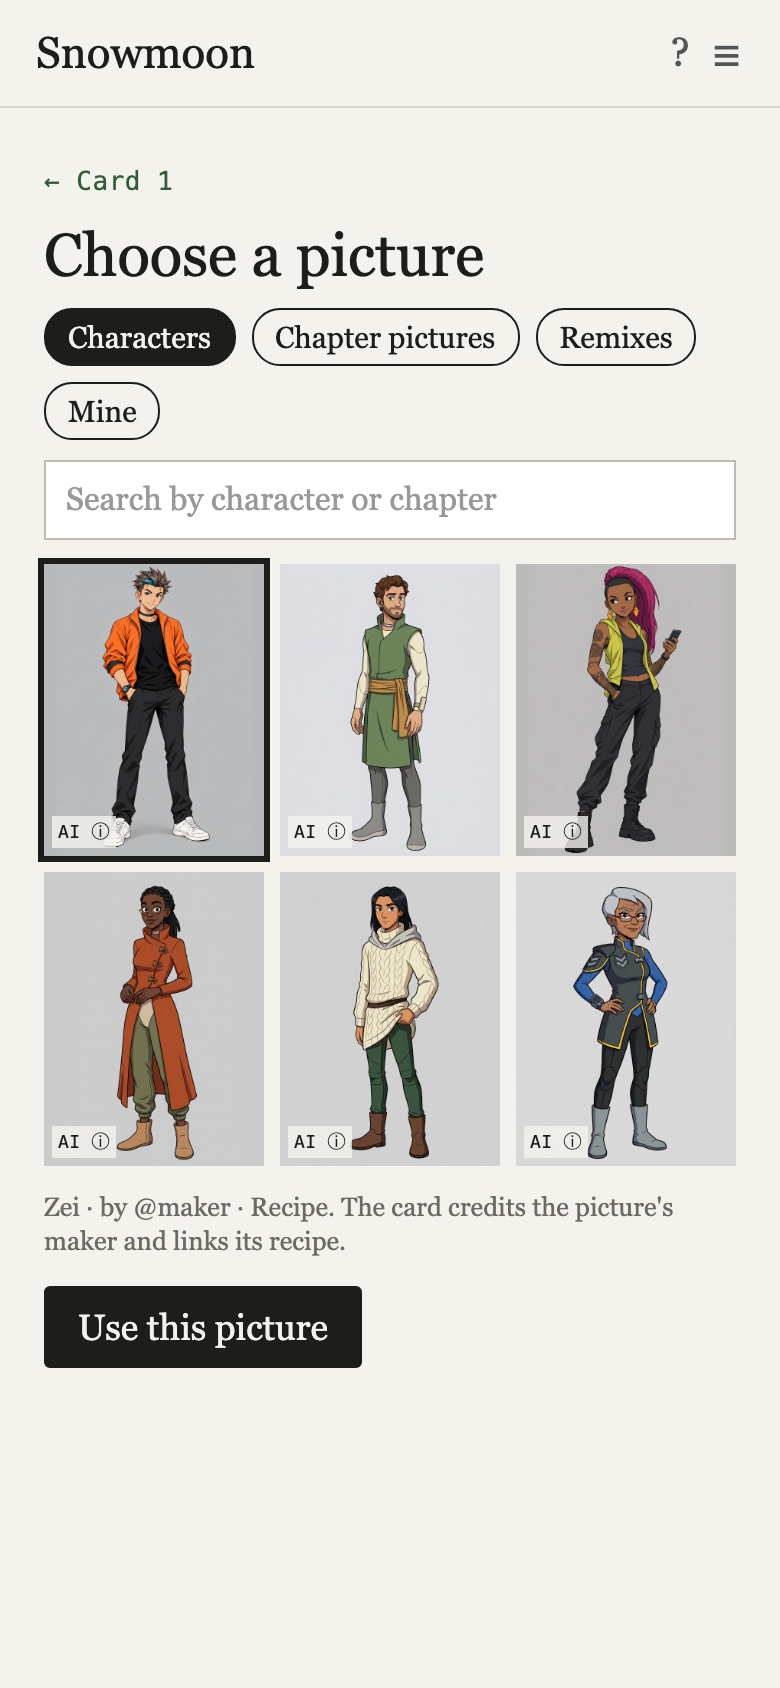 Snowmoon ? ≡
← Card 1
Choose a picture
Characters Chapter pictures Remixes
Mine
Search by character or chapter
AI ⓘ AI ⓘ AI ⓘ
AI ⓘ AI ⓘ AI ⓘ
Zei · by @maker · Recipe. The card credits the picture's
maker and links its recipe.
Use this picture